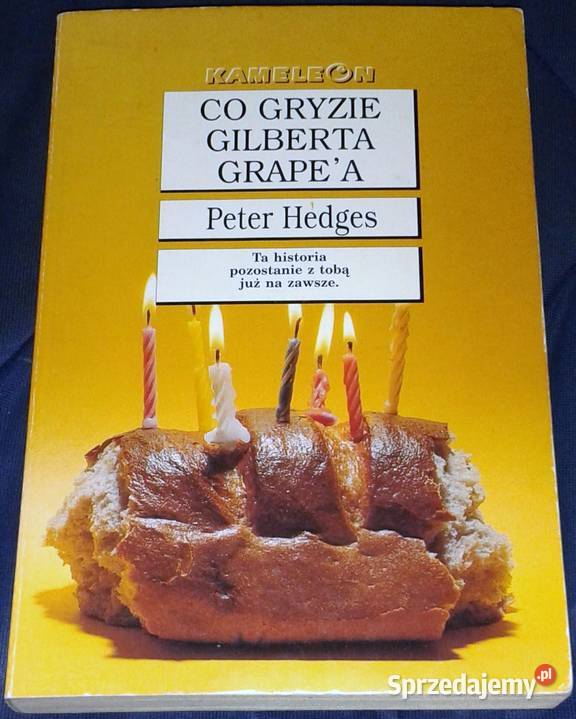 KAMELEON
CO GRYZIE
GILBERTA
GRAPE'A
Peter Hedges
Ta historia
pozostanie z tobą
już na zawsze.
Sprzedajemy.pl